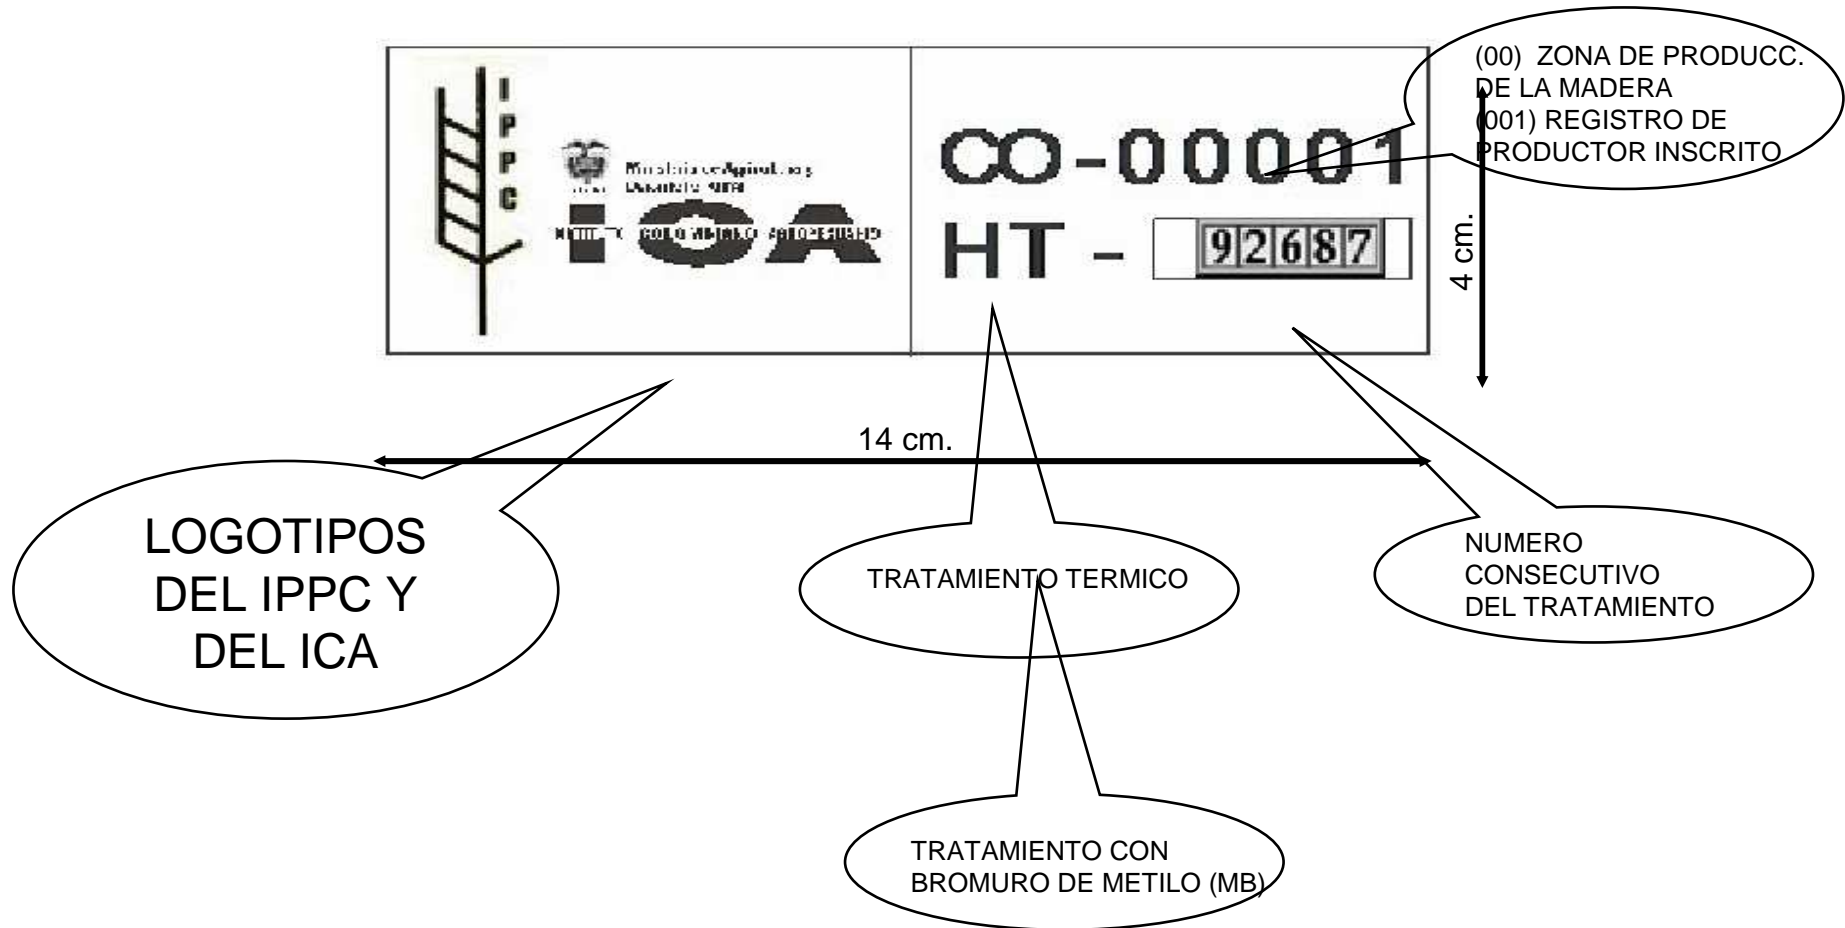 IPPC
ICA
CO-00001
HT - 92687
(00) ZONA DE PRODUCC.
DE LA MADERA
(001) REGISTRO DE
PRODUCTOR INSCRITO
4 cm.
14 cm.
LOGOTIPOS
DEL IPPC Y
DEL ICA
TRATAMIENTO TERMICO
NUMERO
CONSECUTIVO
DEL TRATAMIENTO
TRATAMIENTO CON
BROMURO DE METILO (MB)